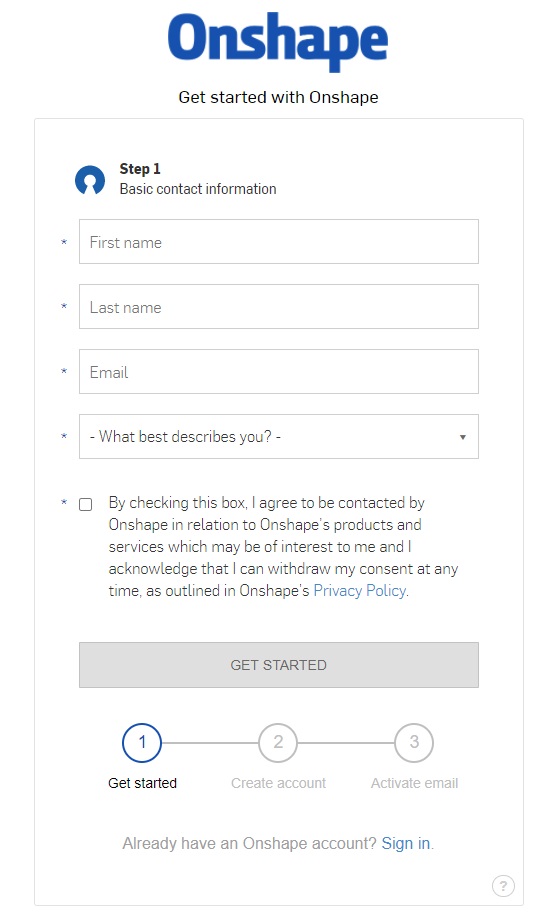 Onshape
Get started with Onshape
Step 1
Basic contact information
* First name
* Last name
* Email
* - What best describes you? -
* By checking this box, I agree to be contacted by
Onshape in relation to Onshape's products and
services which may be of interest to me and I
acknowledge that I can withdraw my consent at any
time, as outlined in Onshape's Privacy Policy.
GET STARTED
1 2 3
Get started Create account Activate email
Already have an Onshape account? Sign in.
?